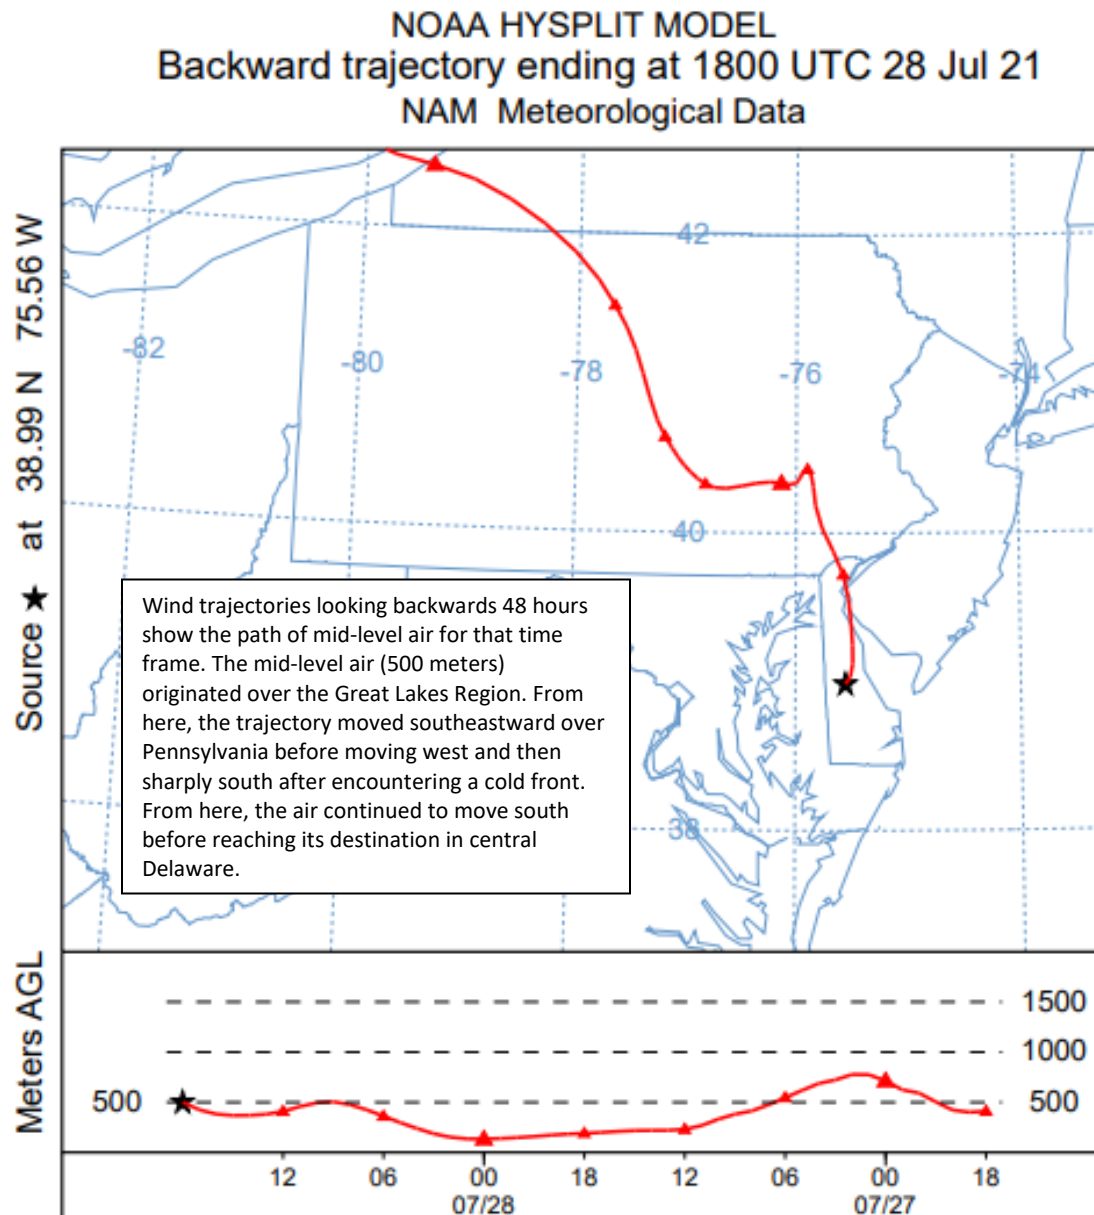 NOAA HYSPLIT MODEL
Backward trajectory ending at 1800 UTC 28 Jul 21
NAM Meteorological Data
Source ★ at 38.99 N 75.56 W
42
-82
-80
-78
-76
-74
40
38
Wind trajectories looking backwards 48 hours
show the path of mid-level air for that time
frame. The mid-level air (500 meters)
originated over the Great Lakes Region. From
here, the trajectory moved southeastward over
Pennsylvania before moving west and then
sharply south after encountering a cold front.
From here, the air continued to move south
before reaching its destination in central
Delaware.
Meters AGL
1500
1000
500
500
12 06 00 18 12 06 00 18
07/28 07/27